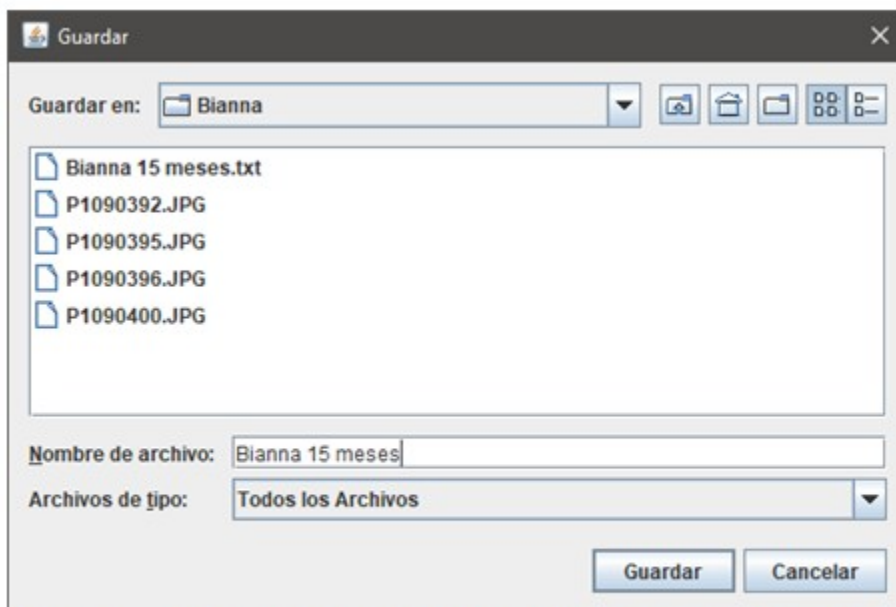 Guardar
Guardar en: Bianna
Bianna 15 meses.txt
P1090392.JPG
P1090395.JPG
P1090396.JPG
P1090400.JPG
Nombre de archivo: Bianna 15 meses
Archivos de tipo: Todos los Archivos
Guardar Cancelar